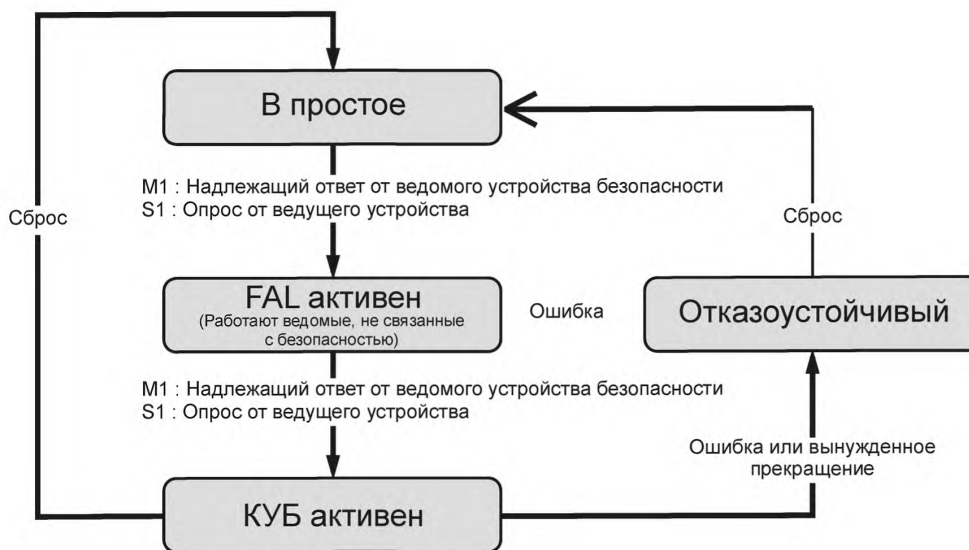 В простое
М1 : Надлежащий ответ от ведомого устройства безопасности
S1 : Опрос от ведущего устройства
Сброс
Сброс
FAL активен
(Работают ведомые, не связанные
с безопасностью)
Ошибка
Отказоустойчивый
М1 : Надлежащий ответ от ведомого устройства безопасности
S1 : Опрос от ведущего устройства
Ошибка или вынужденное
прекращение
КУБ активен